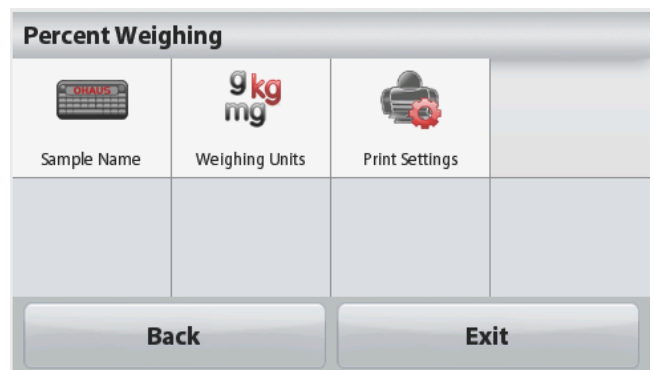 Percent Weighing
OHAUS
g kg
mg
Sample Name
Weighing Units
Print Settings
Back
Exit